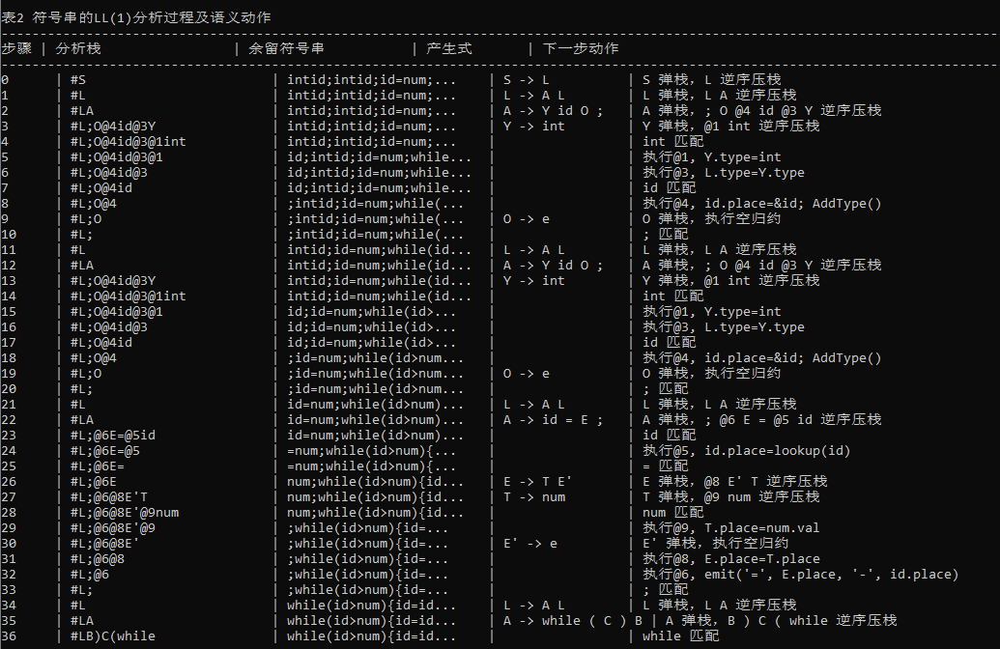 表2 符号串的LL(1)分析过程及语义动作
步骤 | 分析栈 | 余留符号串 | 产生式 | 下一步动作
0 | #S | intid;intid;id=num;... | S -> L | S 弹栈, L 逆序压栈
1 | #L | intid;intid;id=num;... | L -> A L | L 弹栈, L A 逆序压栈
2 | #LA | intid;intid;id=num;... | A -> Y id O ; | A 弹栈, ; O @4 id @3 Y 逆序压栈
3 | #L;O@4id@3Y | intid;intid;id=num;... | Y -> int | Y 弹栈, @1 int 逆序压栈
4 | #L;O@4id@3@1int | intid;intid;id=num;... | | int 匹配
5 | #L;O@4id@3@1 | id;intid;id=num;while... | | 执行@1, Y.type=int
6 | #L;O@4id@3 | id;intid;id=num;while... | | 执行@3, L.type=Y.type
7 | #L;O@4id | id;intid;id=num;while... | | id 匹配
8 | #L;O@4 | ;intid;id=num;while(... | | 执行@4, id.place=&id; AddType()
9 | #L;O | ;intid;id=num;while(... | O -> e | O 弹栈, 执行空归约
10 | #L; | ;intid;id=num;while(... | | ; 匹配
11 | #L | intid;id=num;while(id... | L -> A L | L 弹栈, L A 逆序压栈
12 | #LA | intid;id=num;while(id... | A -> Y id O ; | A 弹栈, ; O @4 id @3 Y 逆序压栈
13 | #L;O@4id@3Y | intid;id=num;while(id... | Y -> int | Y 弹栈, @1 int 逆序压栈
14 | #L;O@4id@3@1int | intid;id=num;while(id... | | int 匹配
15 | #L;O@4id@3@1 | id;id=num;while(id>... | | 执行@1, Y.type=int
16 | #L;O@4id@3 | id;id=num;while(id>... | | 执行@3, L.type=Y.type
17 | #L;O@4id | id;id=num;while(id>... | | id 匹配
18 | #L;O@4 | ;id=num;while(id>num... | | 执行@4, id.place=&id; AddType()
19 | #L;O | ;id=num;while(id>num... | O -> e | O 弹栈, 执行空归约
20 | #L; | ;id=num;while(id>num... | | ; 匹配
21 | #L | id=num;while(id>num)... | L -> A L | L 弹栈, L A 逆序压栈
22 | #LA | id=num;while(id>num)... | A -> id = E ; | A 弹栈, ; @6 E = @5 id 逆序压栈
23 | #L;@6E=@5id | id=num;while(id>num)... | | id 匹配
24 | #L;@6E=@5 | =num;while(id>num){... | | 执行@5, id.place=lookup(id)
25 | #L;@6E= | =num;while(id>num){... | | = 匹配
26 | #L;@6E | num;while(id>num){id... | E -> T E' | E 弹栈, @8 E' T 逆序压栈
27 | #L;@6@8E'T | num;while(id>num){id... | T -> num | T 弹栈, @9 num 逆序压栈
28 | #L;@6@8E'@9num | num;while(id>num){id... | | num 匹配
29 | #L;@6@8E'@9 | ;while(id>num){id=... | | 执行@9, T.place=num.val
30 | #L;@6@8E' | ;while(id>num){id=... | E' -> e | E' 弹栈, 执行空归约
31 | #L;@6@8 | ;while(id>num){id=... | | 执行@8, E.place=T.place
32 | #L;@6 | ;while(id>num){id=... | | 执行@6, emit('=', E.place, '-', id.place)
33 | #L; | ;while(id>num){id=... | | ; 匹配
34 | #L | while(id>num){id=id... | L -> A L | L 弹栈, L A 逆序压栈
35 | #LA | while(id>num){id=id... | A -> while ( C ) B | A 弹栈, B ) C ( while 逆序压栈
36 | #LB)C(while | while(id>num){id=id... | | while 匹配